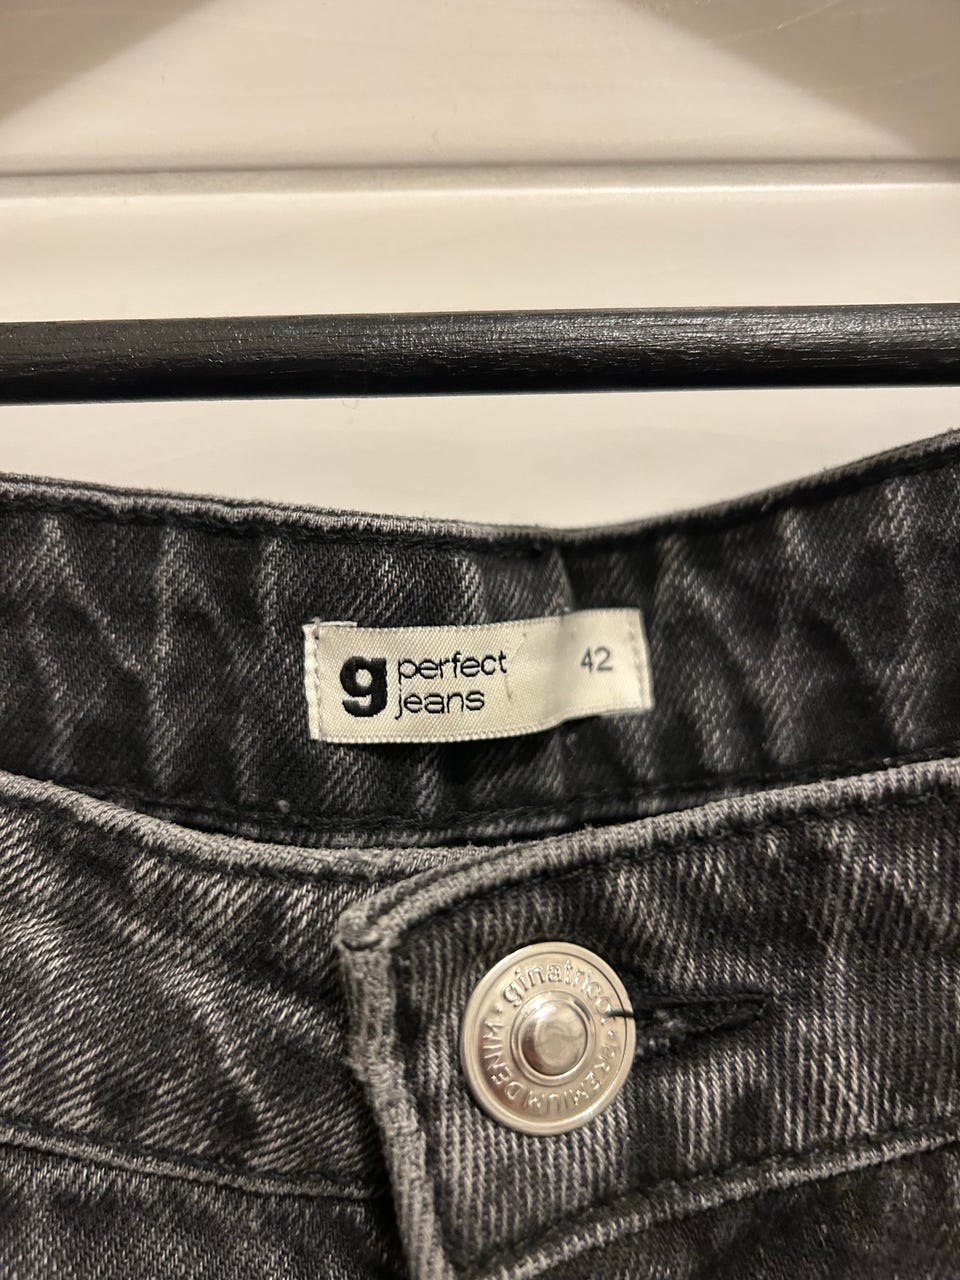 g perfect
jeans
42
ginatricot
• PREMIUM DENIM •